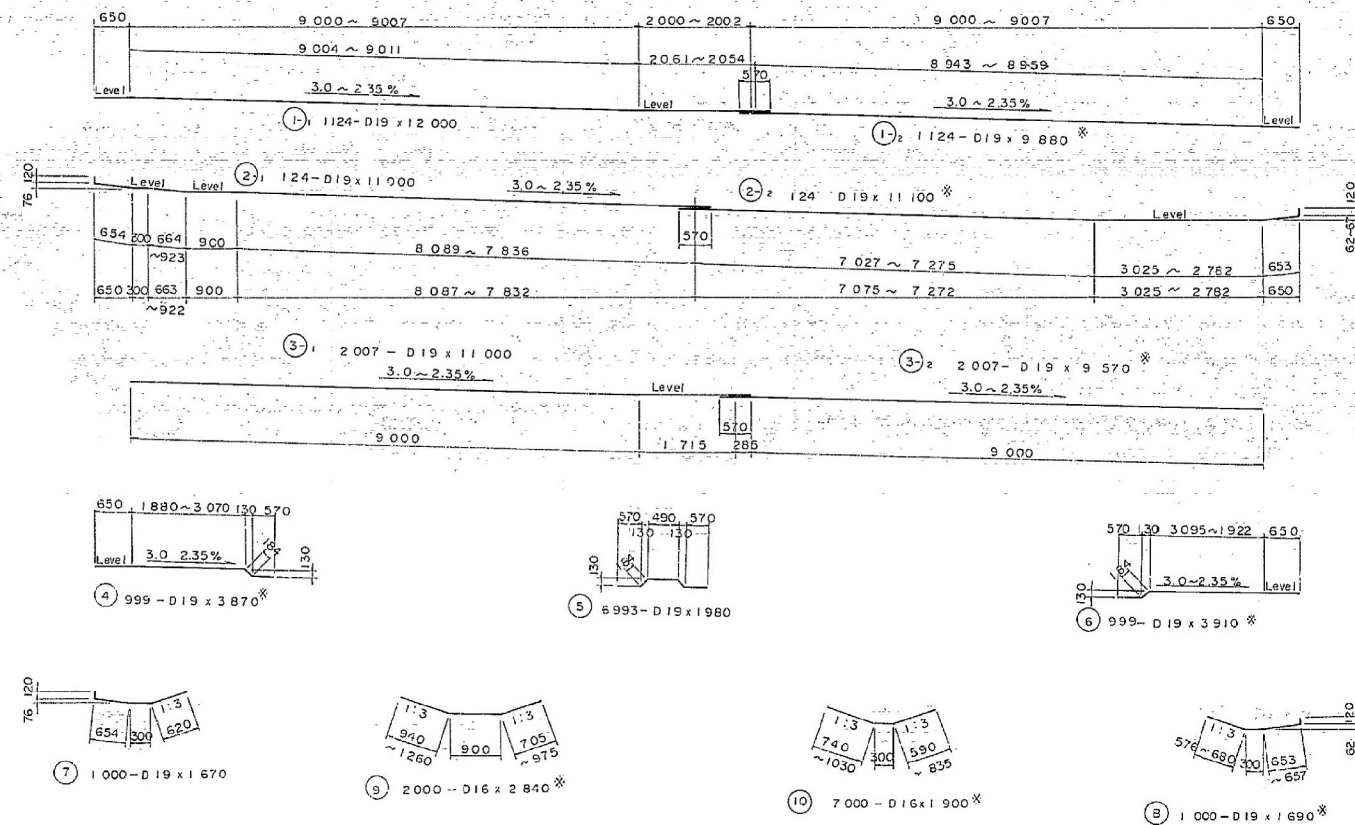 650 9 000 ~ 9007 2 000 ~ 2002 9 000 ~ 9007 650
9 004 ~ 9 011 2061~2054 8 943 ~ 8959
570
Level 3.0 ~ 2.35% Level 3.0 ~ 2.35% Level
1-1 1124-D19 x 12 000
1-2 1124-D19 x 9 880 ※
120
76
Level Level 2-1 124-D19 x 11 000 3.0 ~ 2.35% 2-2 124 D19 x 11 100 ※ Level
120
62-67
570
654 300 664 ~923 900 8 089 ~ 7 836 7 027 ~ 7 275 3 025 ~ 2 762 653
650 300 663 ~922 900 8 087 ~ 7 832 7 075 ~ 7 272 3 025 ~ 2 762 650
3-1 2 007 - D19 x 11 000
3-2 2 007- D19 x 9 570 ※
3.0 ~ 2.35% Level 3.0 ~ 2.35%
570
9 000 1 715 285 9 000
650 1880~3 070 130 570
Level 3.0 2.35% 184 130
4 999 - D19 x 3 870 ※
570 490 570
130 130
130 184
5 6993- D19 x 1980
570 130 3 095~1 922 650
130 184 3.0~2.35% Level
6 999- D19 x 3 910 ※
120
76
1:3
654 300 620
7 1 000-D19 x 1 670
1:3 1:3
940 ~1260 900 705 ~975
9 2 000 - D16 x 2 840 ※
1:3 1:3
740 ~1030 300 590 ~ 835
10 7 000 - D16 x 1 900 ※
1:3
120
62-
576~680 300 653 ~657
8 1 000-D19 x 1 690 ※